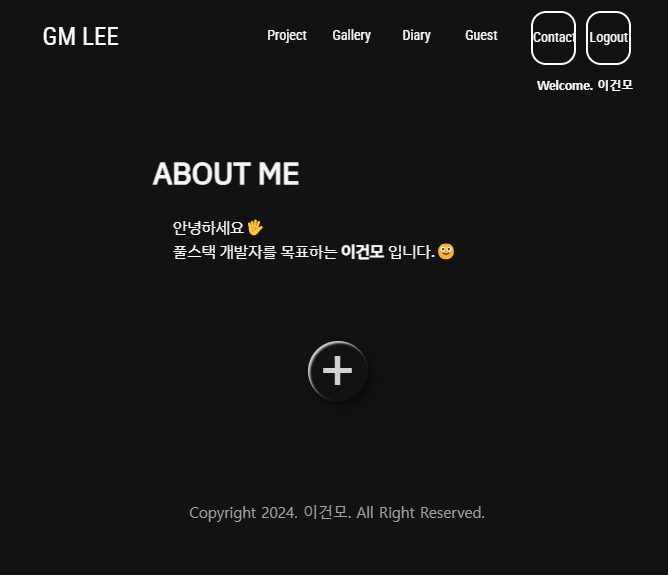 GM LEE
Project Gallery Diary Guest Contact Logout
Welcome. 이건모
ABOUT ME
안녕하세요🖐
풀스택 개발자를 목표하는 이건모 입니다.🙂
Copyright 2024. 이건모. All Right Reserved.